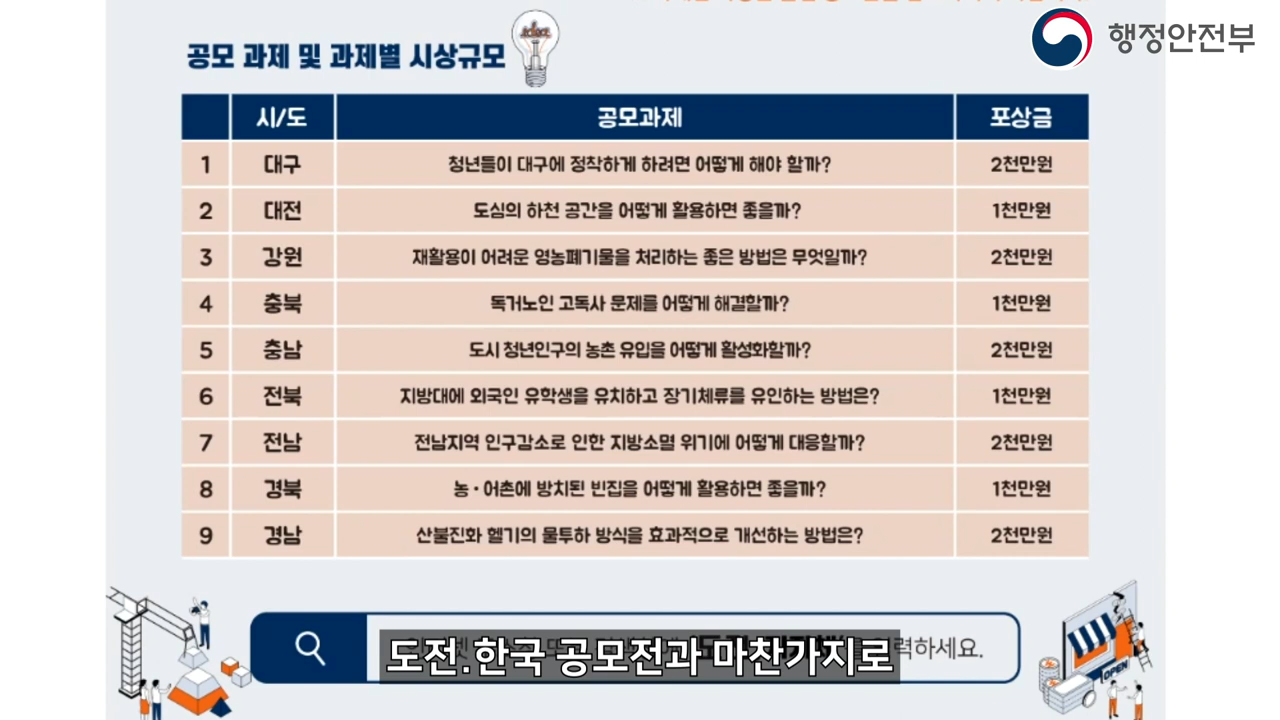 행정안전부
공모 과제 및 과제별 시상규모
idea
시/도 공모과제 포상금
1 대구 청년들이 대구에 정착하게 하려면 어떻게 해야 할까? 2천만원
2 대전 도심의 하천 공간을 어떻게 활용하면 좋을까? 1천만원
3 강원 재활용이 어려운 영농폐기물을 처리하는 좋은 방법은 무엇일까? 2천만원
4 충북 독거노인 고독사 문제를 어떻게 해결할까? 1천만원
5 충남 도시 청년인구의 농촌 유입을 어떻게 활성화할까? 2천만원
6 전북 지방대에 외국인 유학생을 유치하고 장기체류를 유인하는 방법은? 1천만원
7 전남 전남지역 인구감소로 인한 지방소멸 위기에 어떻게 대응할까? 2천만원
8 경북 농·어촌에 방치된 빈집을 어떻게 활용하면 좋을까? 1천만원
9 경남 산불진화 헬기의 물투하 방식을 효과적으로 개선하는 방법은? 2천만원
력하세요.
도전.한국 공모전과 마찬가지로
OPEN